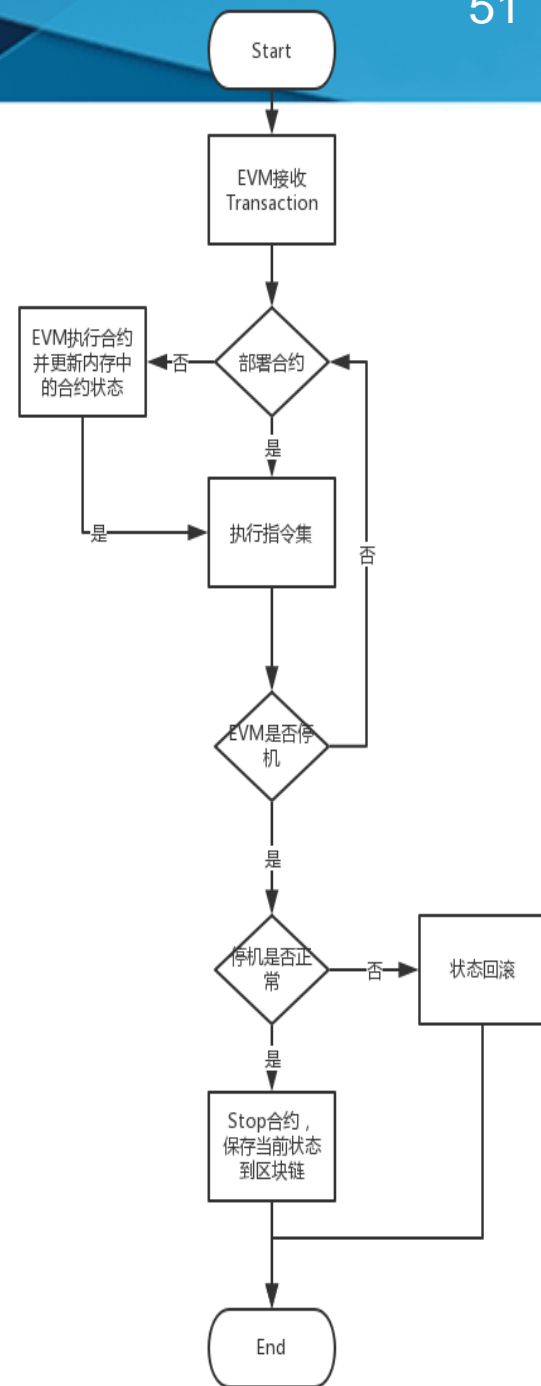 51
Start
EVM接收
Transaction
部署合约
否
EVM执行合约
并更新内存中
的合约状态
是
是
执行指令集
否
EVM是否停
机
是
停机是否正
常
否
状态回滚
是
Stop合约，
保存当前状态
到区块链
End